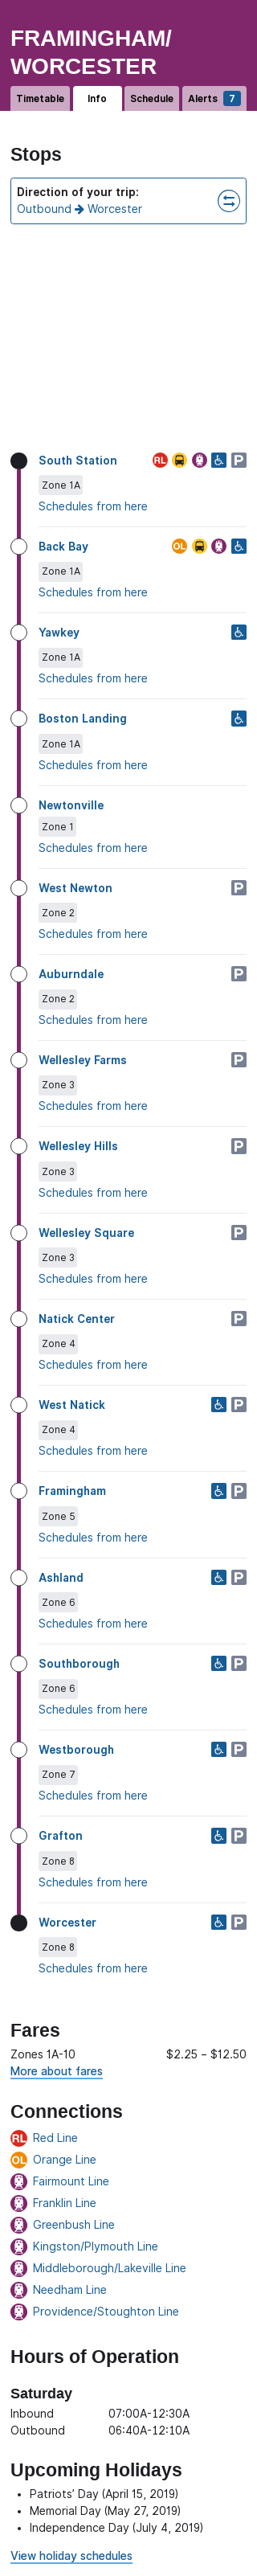 FRAMINGHAM/
WORCESTER
Timetable
Info
Schedule
Alerts 7
Stops
Direction of your trip:
Outbound Worcester
South Station
RL
P
Zone 1A
Schedules from here
Back Bay
OL
Zone 1A
Schedules from here
Yawkey
Zone 1A
Schedules from here
Boston Landing
Zone 1A
Schedules from here
Newtonville
Zone 1
Schedules from here
West Newton
P
Zone 2
Schedules from here
Auburndale
P
Zone 2
Schedules from here
Wellesley Farms
P
Zone 3
Schedules from here
Wellesley Hills
P
Zone 3
Schedules from here
Wellesley Square
P
Zone 3
Schedules from here
Natick Center
P
Zone 4
Schedules from here
West Natick
P
Zone 4
Schedules from here
Framingham
P
Zone 5
Schedules from here
Ashland
P
Zone 6
Schedules from here
Southborough
P
Zone 6
Schedules from here
Westborough
P
Zone 7
Schedules from here
Grafton
P
Zone 8
Schedules from here
Worcester
P
Zone 8
Schedules from here
Fares
Zones 1A-10 $2.25 – $12.50
More about fares
Connections
RL Red Line
OL Orange Line
Fairmount Line
Franklin Line
Greenbush Line
Kingston/Plymouth Line
Middleborough/Lakeville Line
Needham Line
Providence/Stoughton Line
Hours of Operation
Saturday
Inbound 07:00A-12:30A
Outbound 06:40A-12:10A
Upcoming Holidays
• Patriots’ Day (April 15, 2019)
• Memorial Day (May 27, 2019)
• Independence Day (July 4, 2019)
View holiday schedules